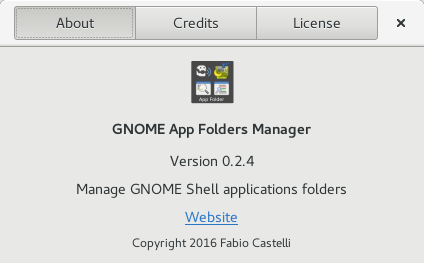 About Credits License
App Folder
GNOME App Folders Manager
Version 0.2.4
Manage GNOME Shell applications folders
Website
Copyright 2016 Fabio Castelli